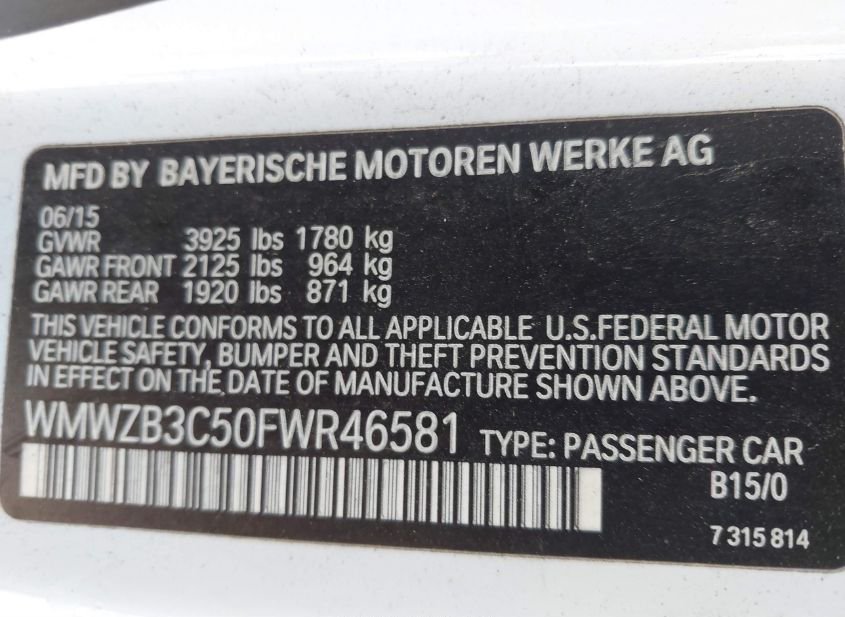 MFD BY BAYERISCHE MOTOREN WERKE AG
06/15
GVWR 3925 lbs 1780 kg
GAWR FRONT 2125 lbs 964 kg
GAWR REAR 1920 lbs 871 kg
THIS VEHICLE CONFORMS TO ALL APPLICABLE U.S.FEDERAL MOTOR
VEHICLE SAFETY, BUMPER AND THEFT PREVENTION STANDARDS
IN EFFECT ON THE DATE OF MANUFACTURE SHOWN ABOVE.
WMWZB3C50FWR46581 TYPE: PASSENGER CAR
B15/0
7 315 814